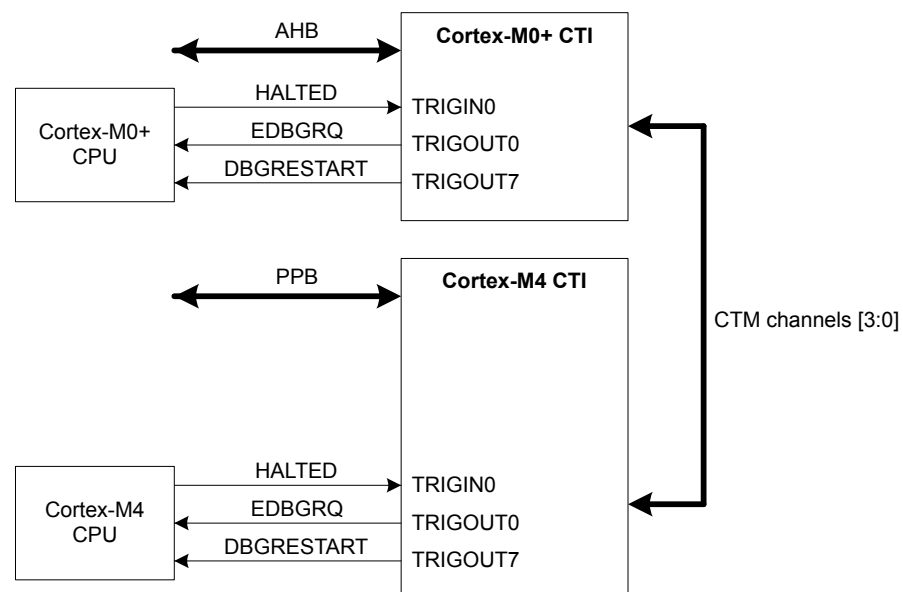 AHB
Cortex-M0+ CTI
HALTED
TRIGIN0
Cortex-M0+
CPU
EDBGRQ
TRIGOUT0
DBGRESTART
TRIGOUT7
PPB
Cortex-M4 CTI
CTM channels [3:0]
HALTED
TRIGIN0
Cortex-M4
CPU
EDBGRQ
TRIGOUT0
DBGRESTART
TRIGOUT7